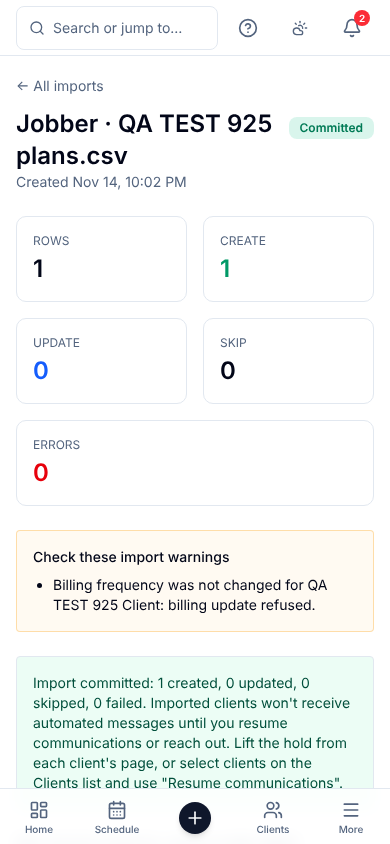 Search or jump to...
2
← All imports
Jobber · QA TEST 925
plans.csv
Committed
Created Nov 14, 10:02 PM
ROWS
1
CREATE
1
UPDATE
0
SKIP
0
ERRORS
0
Check these import warnings
• Billing frequency was not changed for QA
TEST 925 Client: billing update refused.
Import committed: 1 created, 0 updated, 0
skipped, 0 failed. Imported clients won't receive
automated messages until you resume
communications or reach out. Lift the hold from
each client's page, or select clients on the
Clients list and use "Resume communications".
Home
Schedule
Clients
More